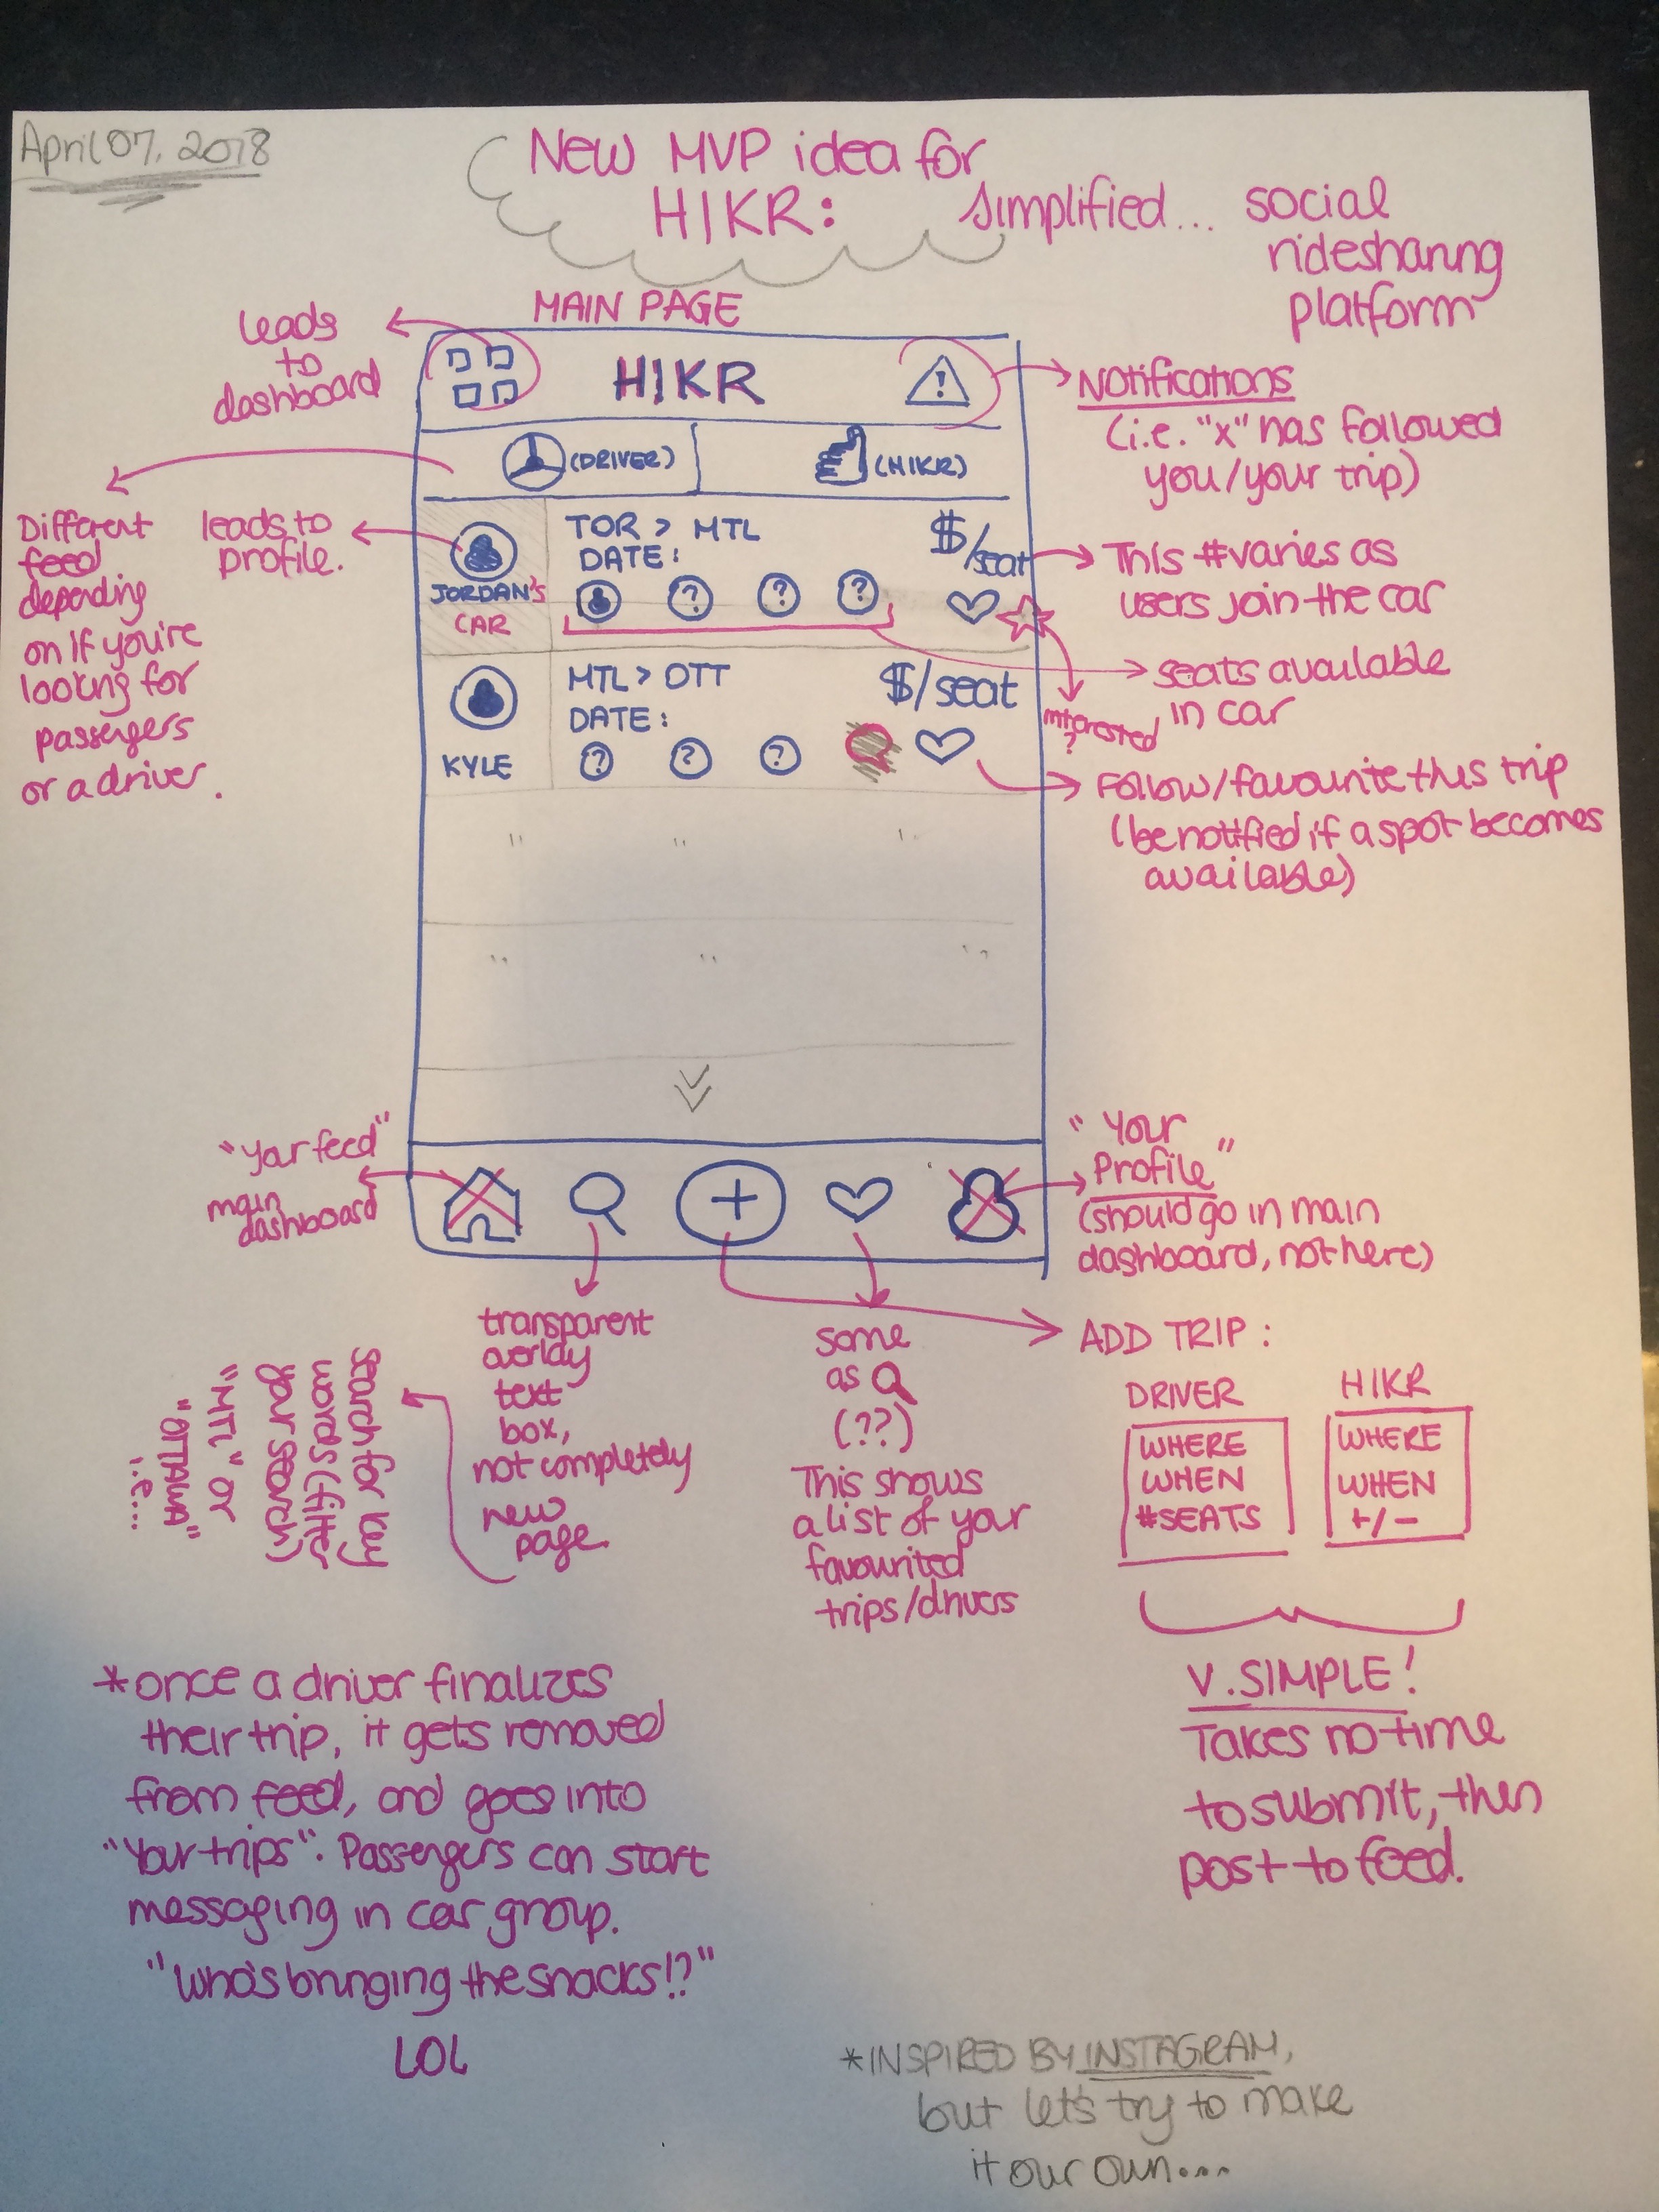 April 07, 2018
New MVP idea for
HIKR:
simplified... social
ridesharing
platform
MAIN PAGE
leads
to
dashboard
HIKR
!
Notifications
(i.e. "x" has followed
you/your trip)
(DRIVER)
(HIKR)
Different
feed
depending
on if you're
looking for
passengers
or a driver.
leads to
profile.
JORDAN'S
CAR
TOR > MTL
DATE:
? ? ?
$/seat
This # varies as
users join the car
seats available
in car
interested
?
KYLE
MTL > OTT
DATE:
? ? ?
$/seat
Follow/favourite this trip
(be notified if a spot becomes
available)
" " "
" " "
"your feed"
main
dashboard
+
"Your
Profile"
(should go in main
dashboard, not here)
transparent
overlay
text
box,
not completely
new
page.
Search for key
words (filter
your search)
"MTL" or
"OTTAWA"
i.e....
same
as
(??)
This shows
a list of your
favourited
trips/drivers
ADD TRIP:
DRIVER
WHERE
WHEN
#SEATS
HIKR
WHERE
WHEN
+/-
V. SIMPLE!
Takes no time
to submit, then
post to feed.
*once a driver finalizes
their trip, it gets removed
from feed, and goes into
"Your trips". Passengers can start
messaging in car group.
"who's bringing the snacks!?"
LOL
*INSPIRED BY INSTAGRAM,
but let's try to make
it our own...